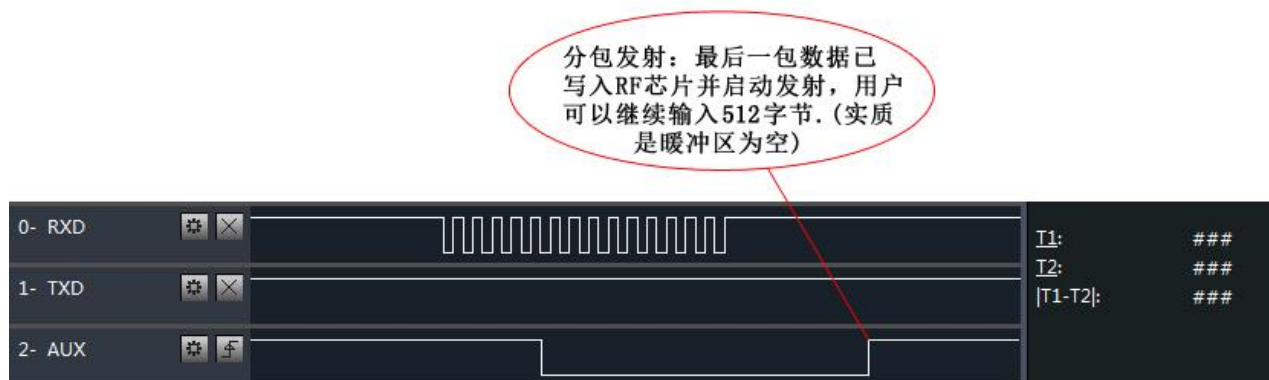 分包发射：最后一包数据已
写入RF芯片并启动发射，用户
可以继续输入512字节.(实质
是暖冲区为空)
0- RXD
T1: ###
T2: ###
1- TXD
|T1-T2|: ###
2- AUX